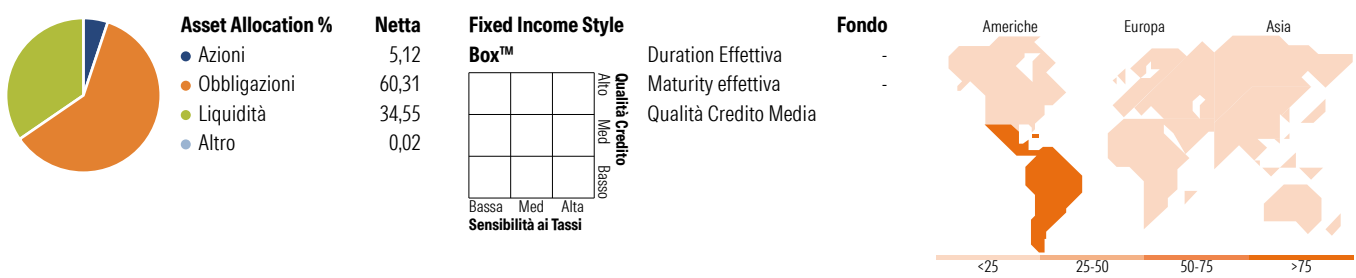 Asset Allocation % Netta
Azioni 5,12
Obbligazioni 60,31
Liquidità 34,55
Altro 0,02
Fixed Income Style Box™
Alto Med Basso
Qualità Credito
Bassa Med Alta
Sensibilità ai Tassi
Fondo
Duration Effettiva -
Maturity effettiva -
Qualità Credito Media
Americhe Europa Asia
<25 25-50 50-75 >75